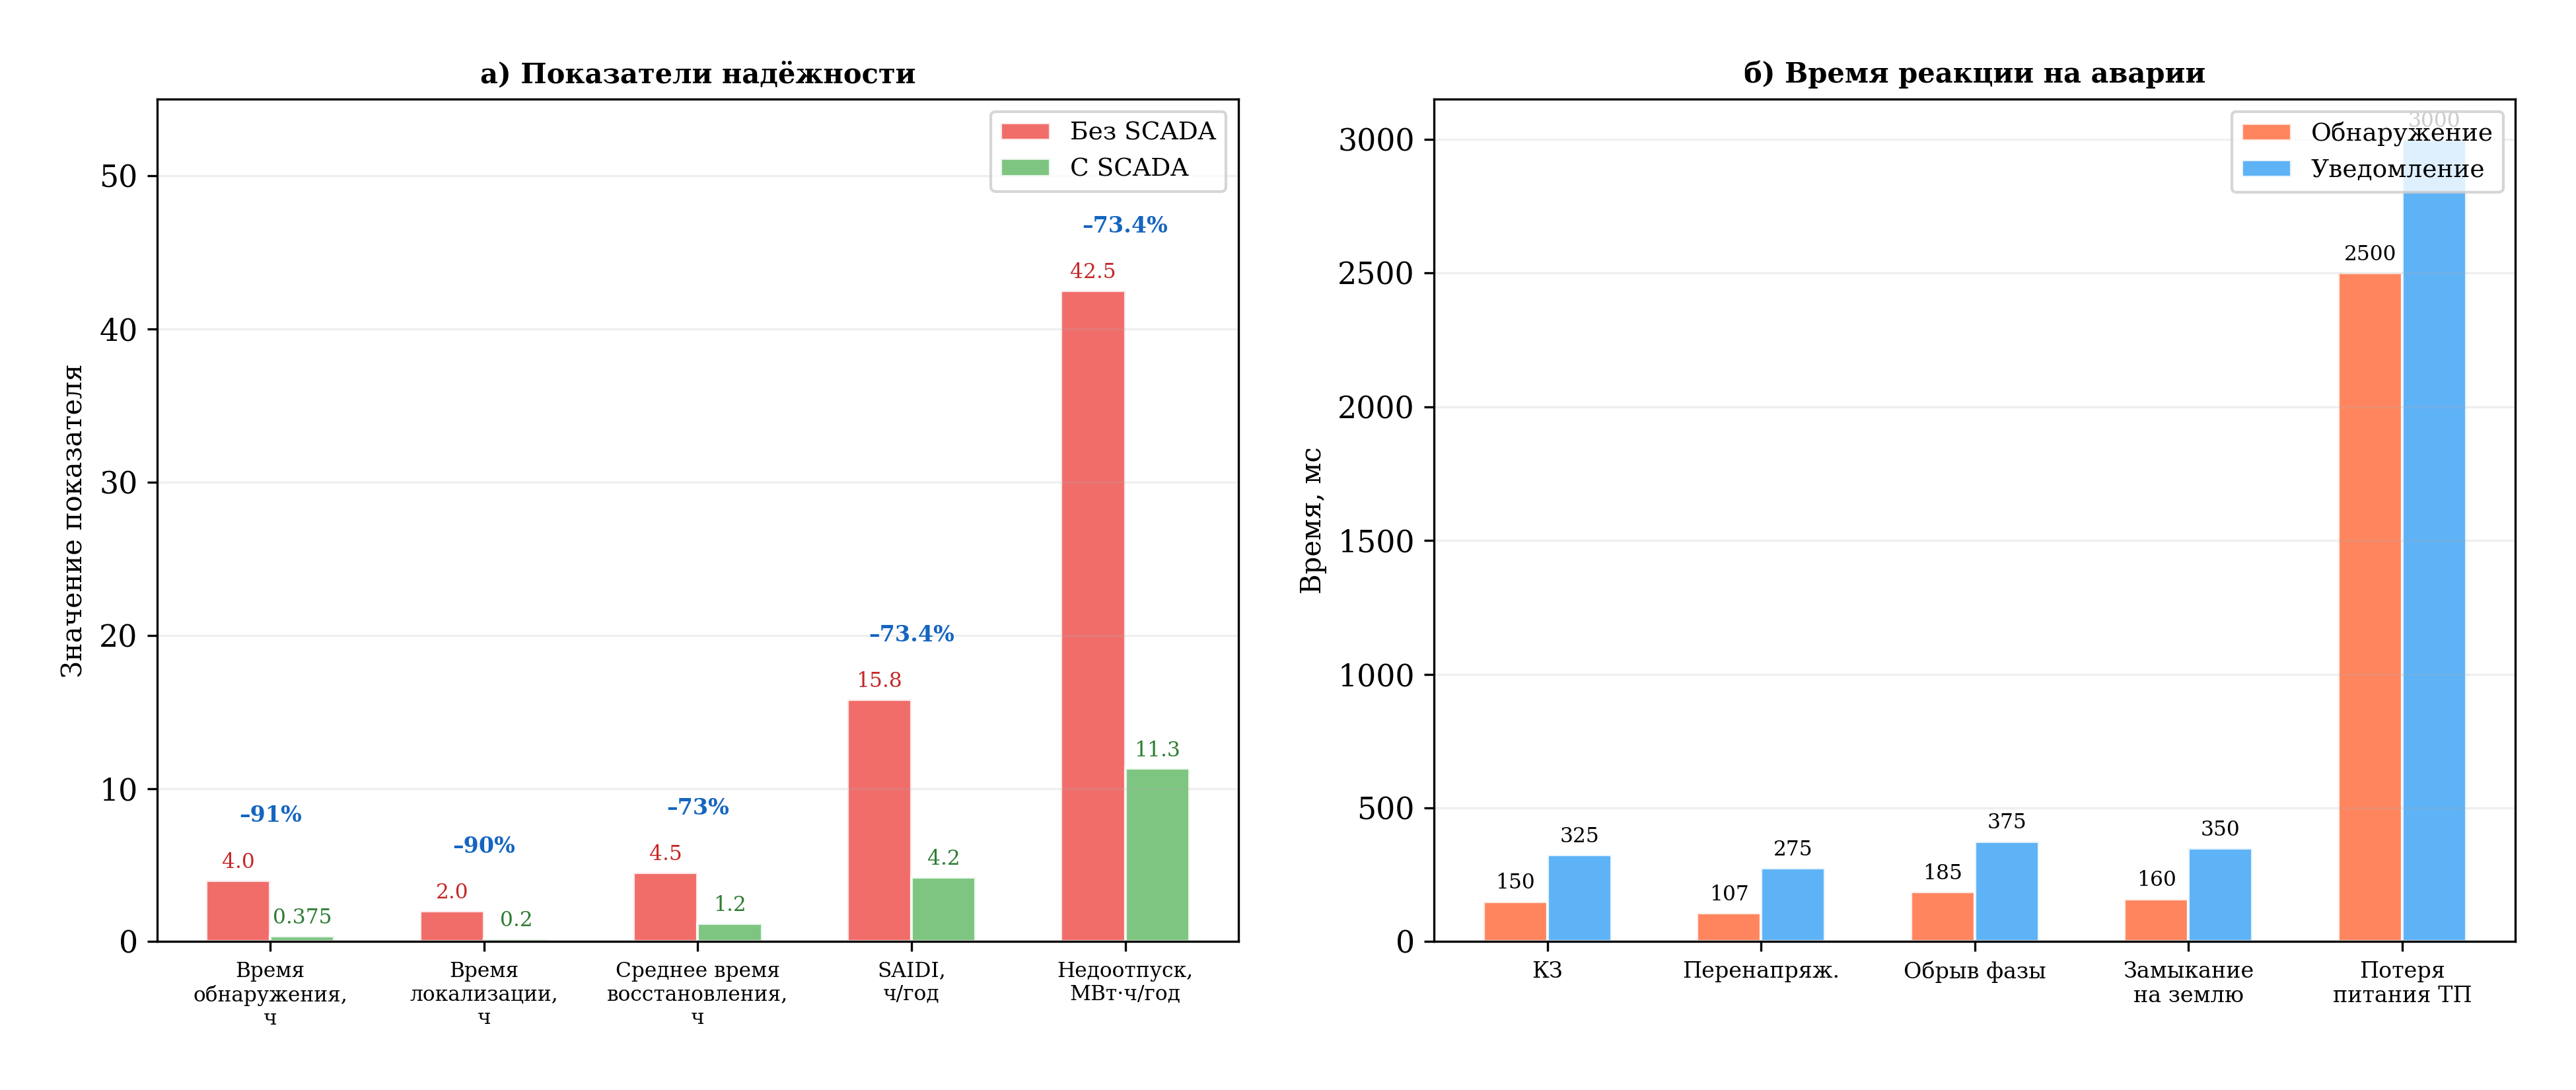 а) Показатели надёжности
Значение показателя
50
40
30
20
10
0
Без SCADA
С SCADA
–91%
4.0
0.375
–90%
2.0
0.2
–73%
4.5
1.2
–73.4%
15.8
4.2
–73.4%
42.5
11.3
Время
обнаружения,
ч
Время
локализации,
ч
Среднее время
восстановления,
ч
SAIDI,
ч/год
Недоотпуск,
МВт·ч/год
б) Время реакции на аварии
Время, мс
3000
2500
2000
1500
1000
500
0
Обнаружение
Уведомление
150
325
107
275
185
375
160
350
2500
3000
КЗ
Перенапряж.
Обрыв фазы
Замыкание
на землю
Потеря
питания ТП